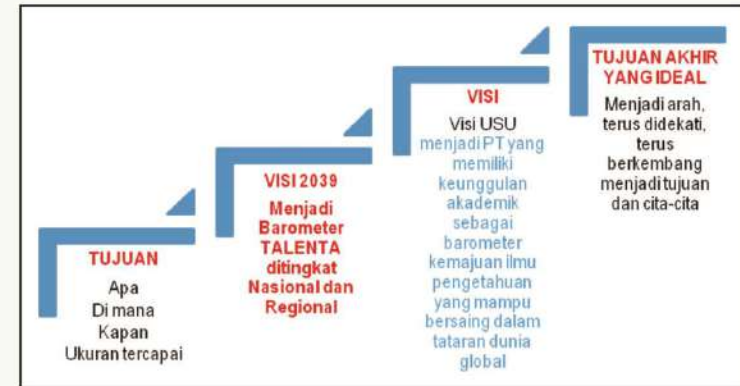 TUJUAN
Apa
Di mana
Kapan
Ukuran tercapai
VISI 2039
Menjadi
Barometer
TALENTA
ditingkat
Nasional dan
Regional
VISI
Visi USU
menjadi PT yang
memiliki
keunggulan
akademik
sebagai
barometer
kemajuan ilmu
pengetahuan
yang mampu
bersaing dalam
tataran dunia
global
TUJUAN AKHIR
YANG IDEAL
Menjadi arah,
terus didekati,
terus
berkembang
menjadi tujuan
dan cita-cita